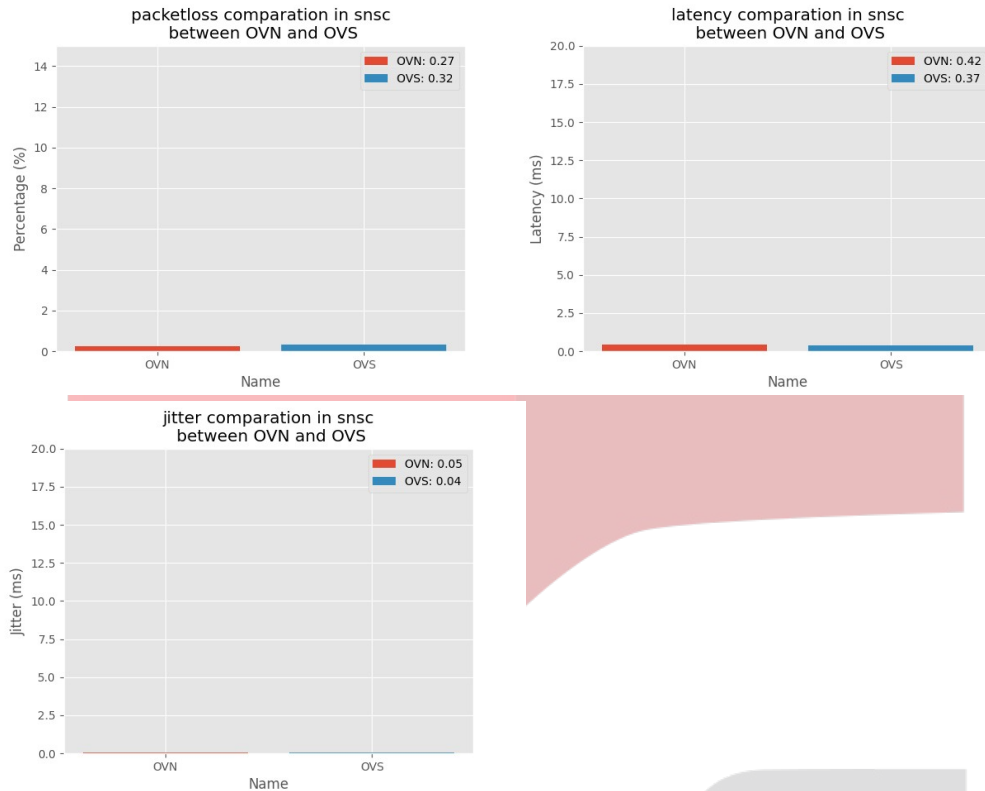 packetloss comparation in snsc
between OVN and OVS
OVN: 0.27
OVS: 0.32
14
12
10
8
6
4
2
0
Percentage (%)
OVN
OVS
Name
latency comparation in snsc
between OVN and OVS
OVN: 0.42
OVS: 0.37
20.0
17.5
15.0
12.5
10.0
7.5
5.0
2.5
0.0
Latency (ms)
OVN
OVS
Name
jitter comparation in snsc
between OVN and OVS
OVN: 0.05
OVS: 0.04
20.0
17.5
15.0
12.5
10.0
7.5
5.0
2.5
0.0
Jitter (ms)
OVN
OVS
Name